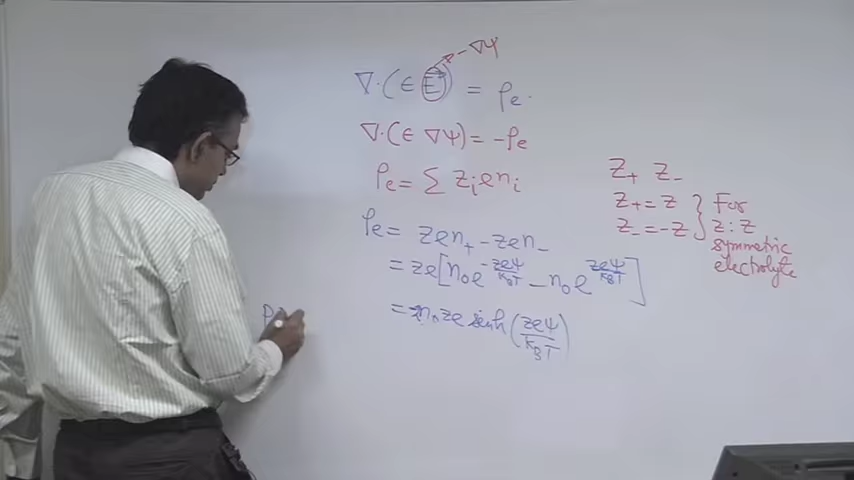 ∇·(ϵ E) = ρe. → -∇ψ
∇·(ϵ ∇ψ) = -ρe
ρe = Σ zi e ni
ρe = zen+ - zen-
= ze[n0 e^(-zeψ/kBT) - n0 e^(zeψ/kBT)]
= -2n0 ze sinh (zeψ/kBT)
z+ z-
z+ = z
z- = -z
} For
z:z
symmetric
electrolyte